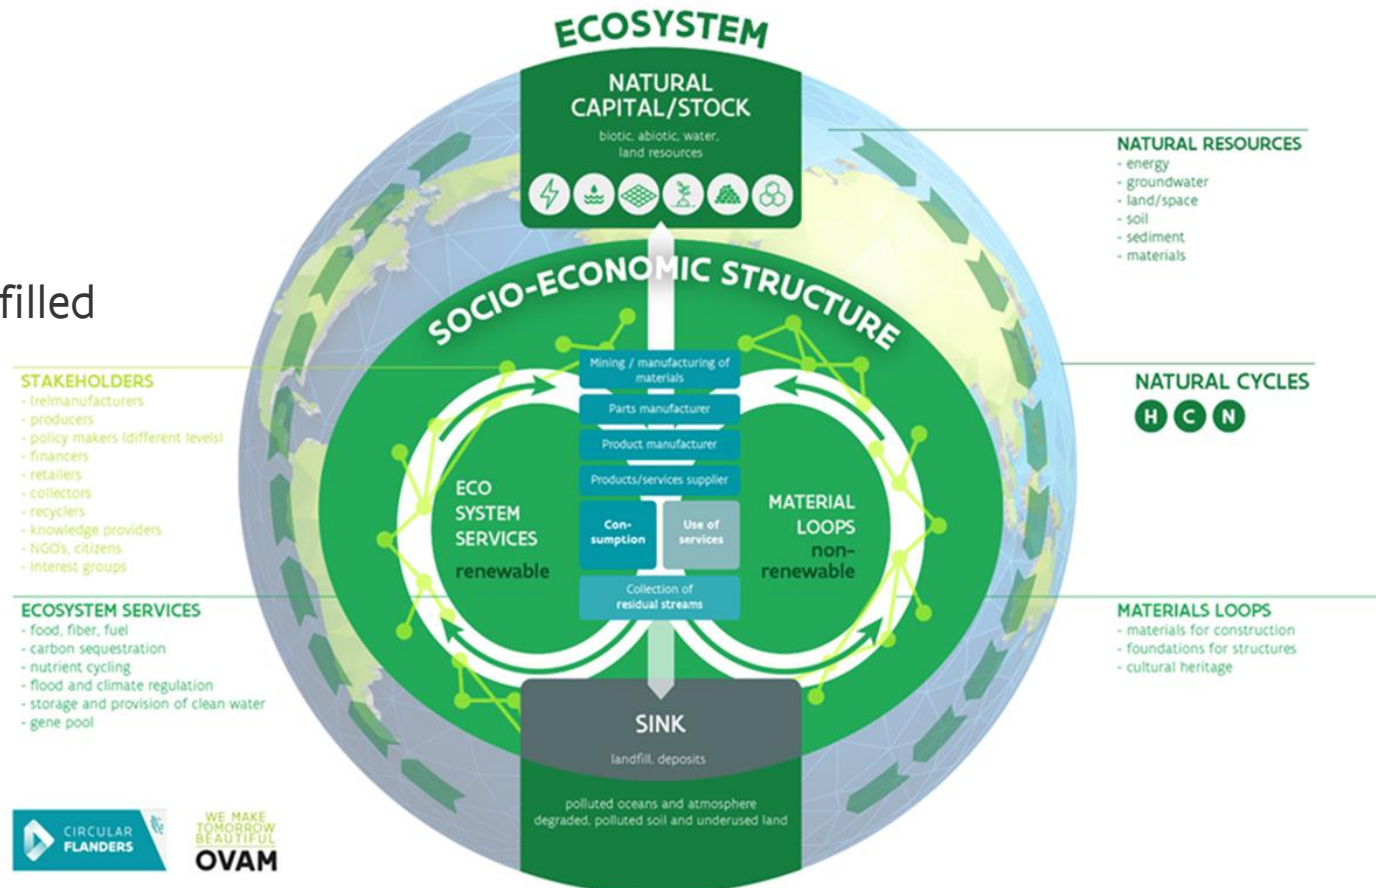 ECOSYSTEM
NATURAL
CAPITAL/STOCK
biotic, abiotic, water,
land resources
NATURAL RESOURCES
- energy
- groundwater
- land/space
- soil
- sediment
- materials
filled
SOCIO-ECONOMIC STRUCTURE
STAKEHOLDERS
- (re)manufacturers
- producers
- policy makers (different levels)
- financers
- retailers
- collectors
- recyclers
- knowledge providers
- NGO's, citizens
- interest groups
Mining / manufacturing of
materials
Parts manufacturer
Product manufacturer
Products/services supplier
Con-
sumption
Use of
services
Collection of
residual streams
ECO
SYSTEM
SERVICES
renewable
MATERIAL
LOOPS
non-
renewable
NATURAL CYCLES
H C N
ECOSYSTEM SERVICES
- food, fiber, fuel
- carbon sequestration
- nutrient cycling
- flood and climate regulation
- storage and provision of clean water
- gene pool
MATERIALS LOOPS
- materials for construction
- foundations for structures
- cultural heritage
SINK
landfill, deposits
polluted oceans and atmosphere
degraded, polluted soil and underused land
CIRCULAR
FLANDERS
WE MAKE
TOMORROW
BEAUTIFUL
OVAM